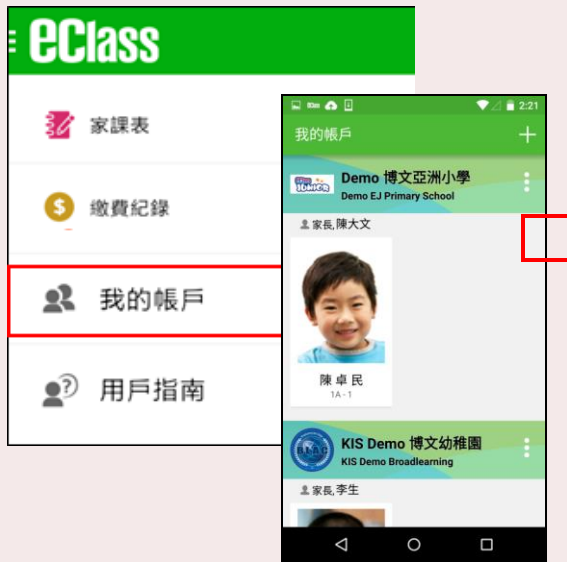 eClass
家課表
繳費紀錄
我的帳戶
用戶指南
2:21
我的帳戶
Demo 博文亞洲小學
Demo EJ Primary School
家長,陳大文
陳卓民
1A-1
KIS Demo 博文幼稚園
KIS Demo Broadlearning
家長,李生